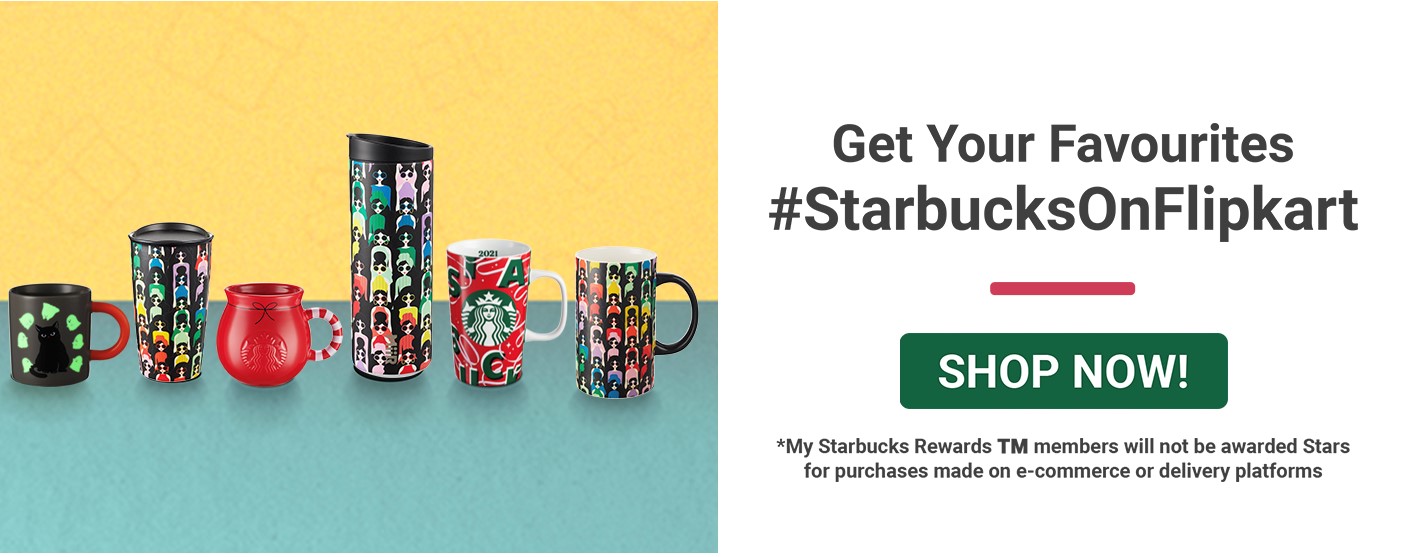 2021
S A
Get Your Favourites
#StarbucksOnFlipkart
SHOP NOW!
*My Starbucks Rewards TM members will not be awarded Stars
for purchases made on e-commerce or delivery platforms